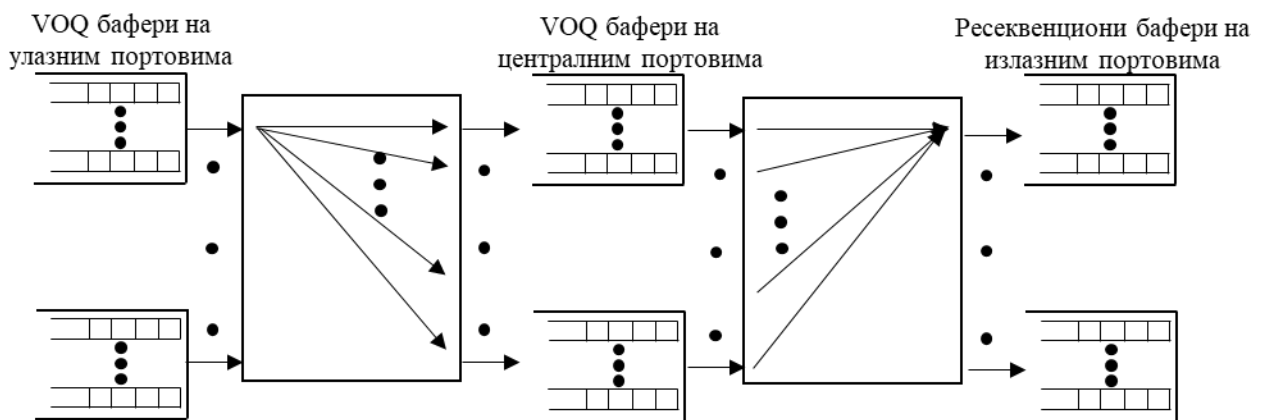 VOQ бафери на
улазним портовима
VOQ бафери на
централним портовима
Ресеквенциони бафери на
излазним портовима